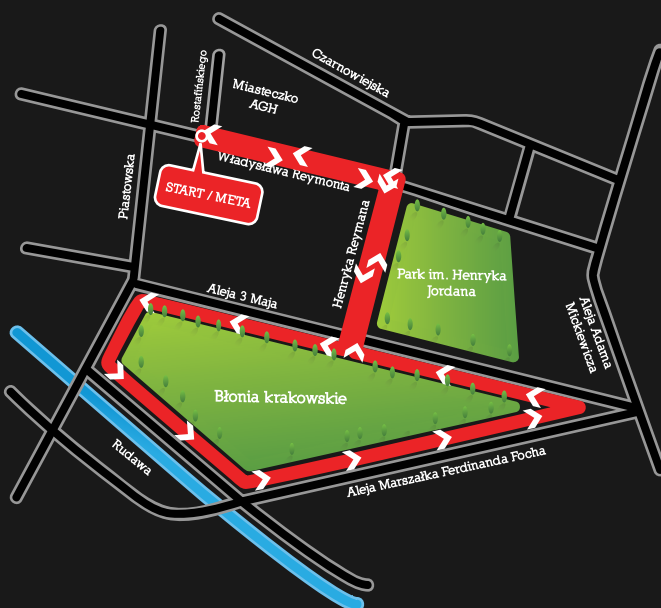 Czarnowiejska
Rostafińskiego
Miasteczko
AGH
Władysława Reymonta
Piastowska
START / META
Henryka Reymana
Park im. Henryka
Jordana
Aleja 3 Maja
Aleja Adama
Mickiewicza
Błonia krakowskie
Rudawa
Aleja Marszałka Ferdinanda Focha